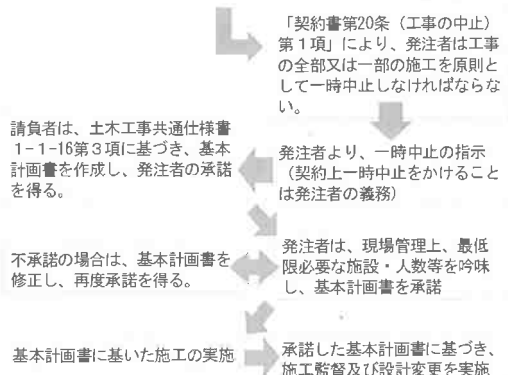 「契約書第20条（工事の中止）
第１項」により、発注者は工事
の全部又は一部の施工を原則と
して一時中止しなければならな
い。
発注者より、一時中止の指示
（契約上一時中止をかけること
は発注者の義務）
請負者は、土木工事共通仕様書
１-１-16第３項に基づき、基本
計画書を作成し、発注者の承諾
を得る。
発注者は、現場管理上、最低
限必要な施設・人数等を吟味
し、基本計画書を承諾
不承諾の場合は、基本計画書を
修正し、再度承諾を得る。
基本計画書に基いた施工の実施
承諾した基本計画書に基づき、
施工監督及び設計変更を実施